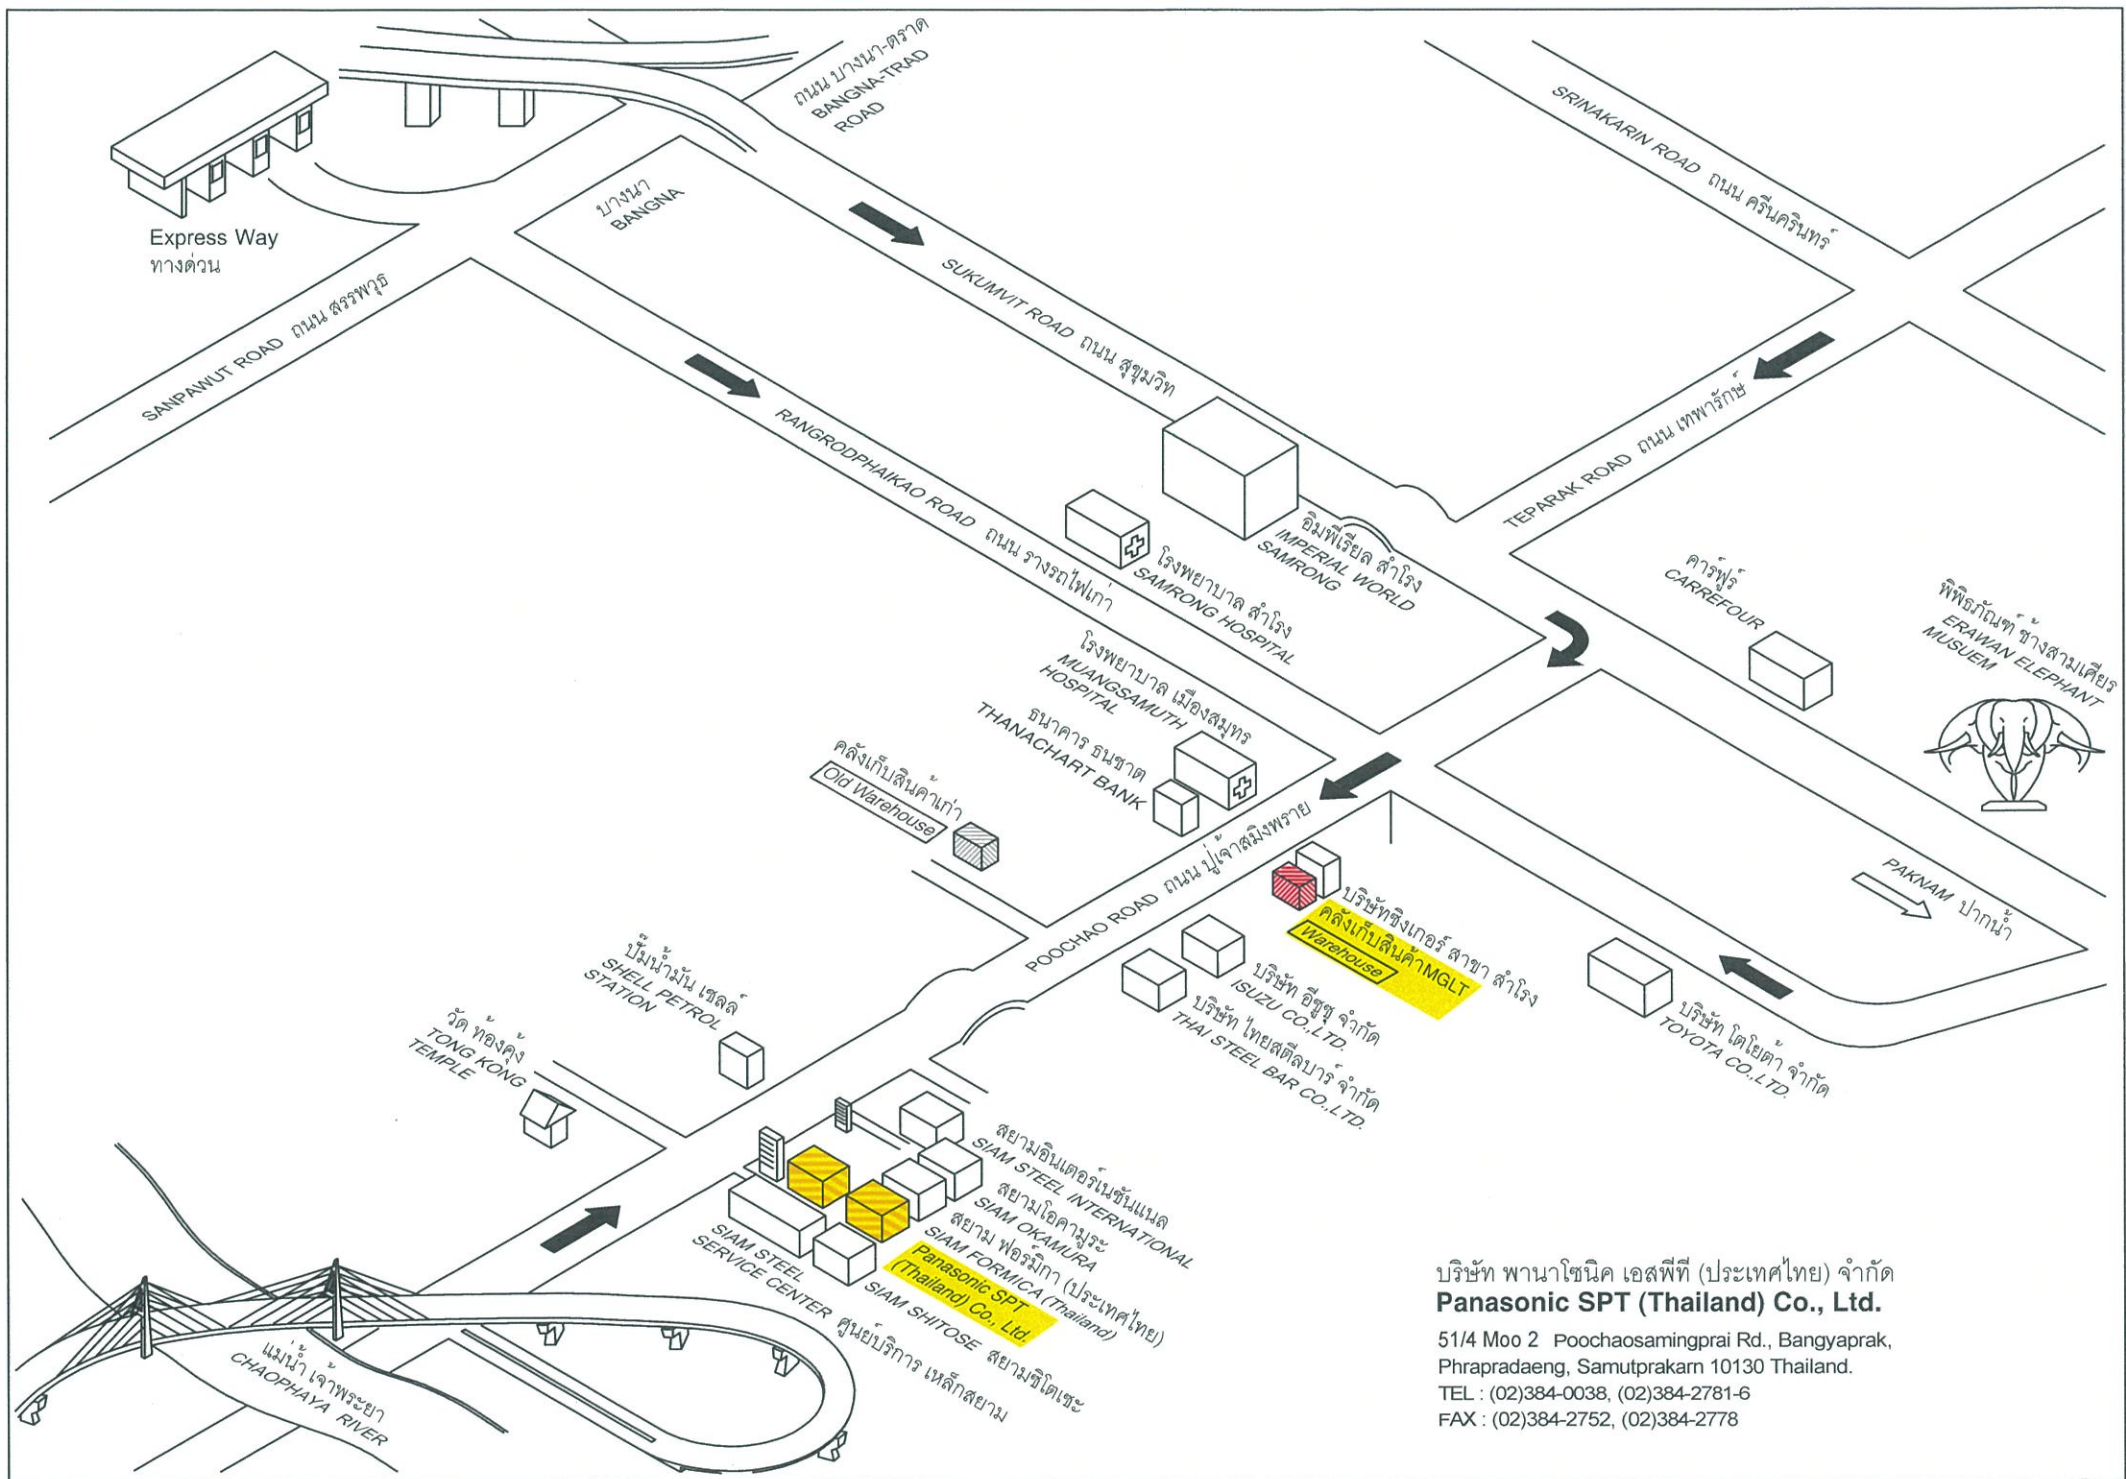 ถนน บางนา-ตราด
BANGNA-TRAD
ROAD
SRINAKARIN ROAD ถนน ศรีนครินทร์
Express Way
ทางด่วน
บางนา
BANGNA
SANPAWUT ROAD ถนน สรรพวุธ
SUKUMVIT ROAD ถนน สุขุมวิท
RANGRODPHAIKAO ROAD ถนน รางรถไฟเก่า
TEPARAK ROAD ถนน เทพารักษ์
อิมพีเรียล สำโรง
IMPERIAL WORLD
SAMRONG
โรงพยาบาล สำโรง
SAMRONG HOSPITAL
คาร์ฟูร์
CARREFOUR
พิพิธภัณฑ์ ช้างสามเศียร
ERAWAN ELEPHANT
MUSUEM
โรงพยาบาล เมืองสมุทร
MUANGSAMUTH
HOSPITAL
ธนาคาร ธนชาต
THANACHART BANK
คลังเก็บสินค้าเก่า
Old Warehouse
POOCHAO ROAD ถนน ปู่เจ้าสมิงพราย
บริษัทซิงเกอร์ สาขา สำโรง
คลังเก็บสินค้าMGLT
Warehouse
บริษัท อีซูซุ จำกัด
ISUZU CO.,LTD.
บริษัท ไทยสตีลบาร์ จำกัด
THAI STEEL BAR CO.,LTD.
PAKNAM ปากน้ำ
บริษัท โตโยต้า จำกัด
TOYOTA CO.,LTD.
ปั๊มน้ำมัน เชลล์
SHELL PETROL
STATION
วัด ท้องคุ้ง
TONG KONG
TEMPLE
สยามอินเตอร์เนชั่นแนล
SIAM STEEL INTERNATIONAL
สยามโอคามูระ
SIAM OKAMURA
สยาม ฟอร์มิกา (ประเทศไทย)
SIAM FORMICA (Thailand)
Panasonic SPT
(Thailand) Co., Ltd.
SIAM SHITOSE สยามชิโตเซะ
SIAM STEEL
SERVICE CENTER ศูนย์บริการ เหล็กสยาม
แม่น้ำ เจ้าพระยา
CHAOPHAYA RIVER
บริษัท พานาโซนิค เอสพีที (ประเทศไทย) จำกัด
Panasonic SPT (Thailand) Co., Ltd.
51/4 Moo 2 Poochaosamingprai Rd., Bangyaprak,
Phrapradaeng, Samutprakarn 10130 Thailand.
TEL : (02)384-0038, (02)384-2781-6
FAX : (02)384-2752, (02)384-2778